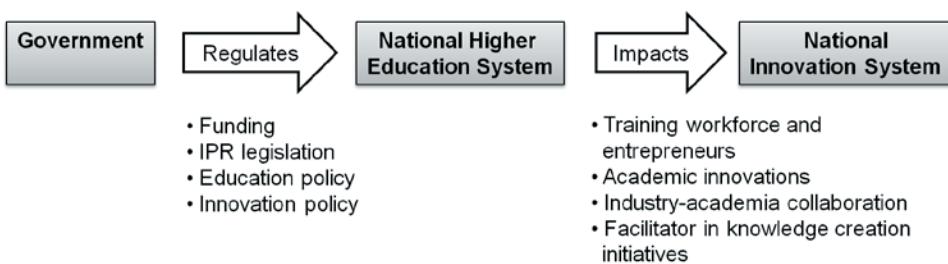 Government
Regulates
National Higher
Education System
Impacts
National
Innovation System
• Funding
• IPR legislation
• Education policy
• Innovation policy
• Training workforce and
entrepreneurs
• Academic innovations
• Industry-academia collaboration
• Facilitator in knowledge creation
initiatives